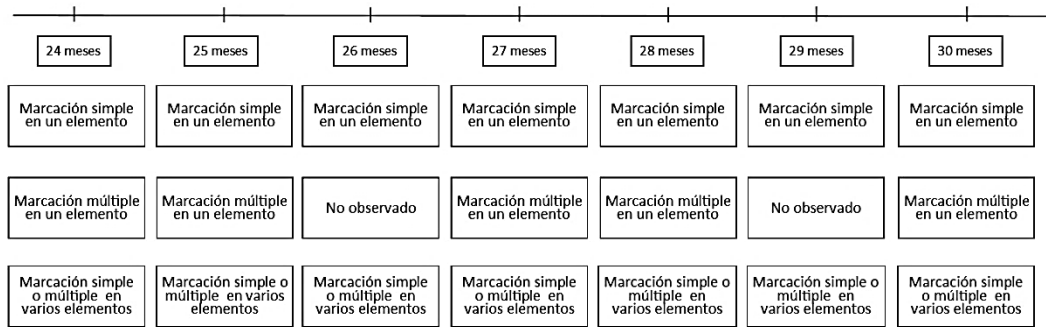 24 meses
25 meses
26 meses
27 meses
28 meses
29 meses
30 meses
Marcación simple
en un elemento
Marcación simple
en un elemento
Marcación simple
en un elemento
Marcación simple
en un elemento
Marcación simple
en un elemento
Marcación simple
en un elemento
Marcación simple
en un elemento
Marcación múltiple
en un elemento
Marcación múltiple
en un elemento
No observado
Marcación múltiple
en un elemento
Marcación múltiple
en un elemento
No observado
Marcación múltiple
en un elemento
Marcación simple
o múltiple en
varios elementos
Marcación simple o
múltiple en varios
elementos
Marcación simple
o múltiple en
varios elementos
Marcación simple
o múltiple en
varios elementos
Marcación simple o
múltiple en
varios elementos
Marcación simple o
múltiple en
varios elementos
Marcación simple
o múltiple en
varios elementos